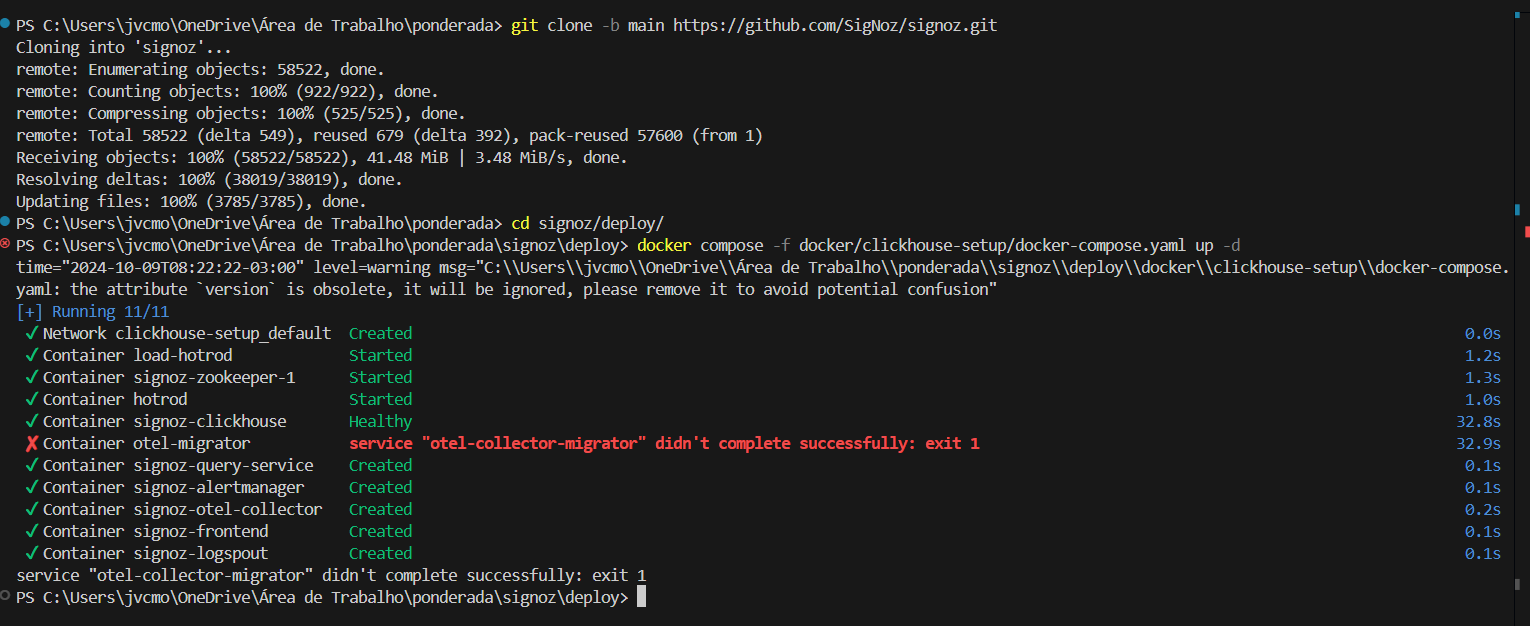 PS C:\Users\jvcmo\OneDrive\Área de Trabalho\ponderada> git clone -b main https://github.com/SigNoz/signoz.git
Cloning into 'signoz'...
remote: Enumerating objects: 58522, done.
remote: Counting objects: 100% (922/922), done.
remote: Compressing objects: 100% (525/525), done.
remote: Total 58522 (delta 549), reused 679 (delta 392), pack-reused 57600 (from 1)
Receiving objects: 100% (58522/58522), 41.48 MiB | 3.48 MiB/s, done.
Resolving deltas: 100% (38019/38019), done.
Updating files: 100% (3785/3785), done.
PS C:\Users\jvcmo\OneDrive\Área de Trabalho\ponderada> cd signoz/deploy/
PS C:\Users\jvcmo\OneDrive\Área de Trabalho\ponderada\signoz\deploy> docker compose -f docker/clickhouse-setup/docker-compose.yaml up -d
time="2024-10-09T08:22:22-03:00" level=warning msg="C:\\Users\\jvcmo\\OneDrive\\Área de Trabalho\\ponderada\\signoz\\deploy\\docker\\clickhouse-setup\\docker-compose.
yaml: the attribute `version` is obsolete, it will be ignored, please remove it to avoid potential confusion"
[+] Running 11/11
✓ Network clickhouse-setup_default Created 0.0s
✓ Container load-hotrod Started 1.2s
✓ Container signoz-zookeeper-1 Started 1.3s
✓ Container hotrod Started 1.0s
✓ Container signoz-clickhouse Healthy 32.8s
✗ Container otel-migrator service "otel-collector-migrator" didn't complete successfully: exit 1 32.9s
✓ Container signoz-query-service Created 0.1s
✓ Container signoz-alertmanager Created 0.1s
✓ Container signoz-otel-collector Created 0.2s
✓ Container signoz-frontend Created 0.1s
✓ Container signoz-logspout Created 0.1s
service "otel-collector-migrator" didn't complete successfully: exit 1
PS C:\Users\jvcmo\OneDrive\Área de Trabalho\ponderada\signoz\deploy>